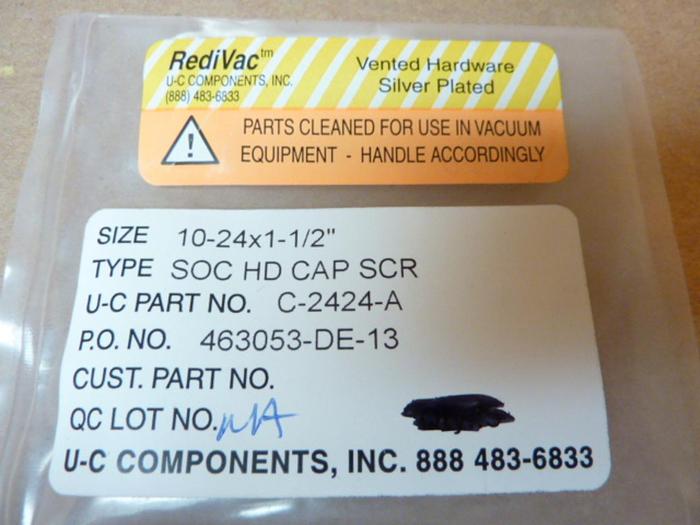 RediVac™
U-C COMPONENTS, INC.
(888) 483-6833
Vented Hardware
Silver Plated
PARTS CLEANED FOR USE IN VACUUM
EQUIPMENT - HANDLE ACCORDINGLY
SIZE 10-24x1-1/2"
TYPE SOC HD CAP SCR
U-C PART NO. C-2424-A
P.O. NO. 463053-DE-13
CUST. PART NO.
QC LOT NO. NA
U-C COMPONENTS, INC. 888 483-6833